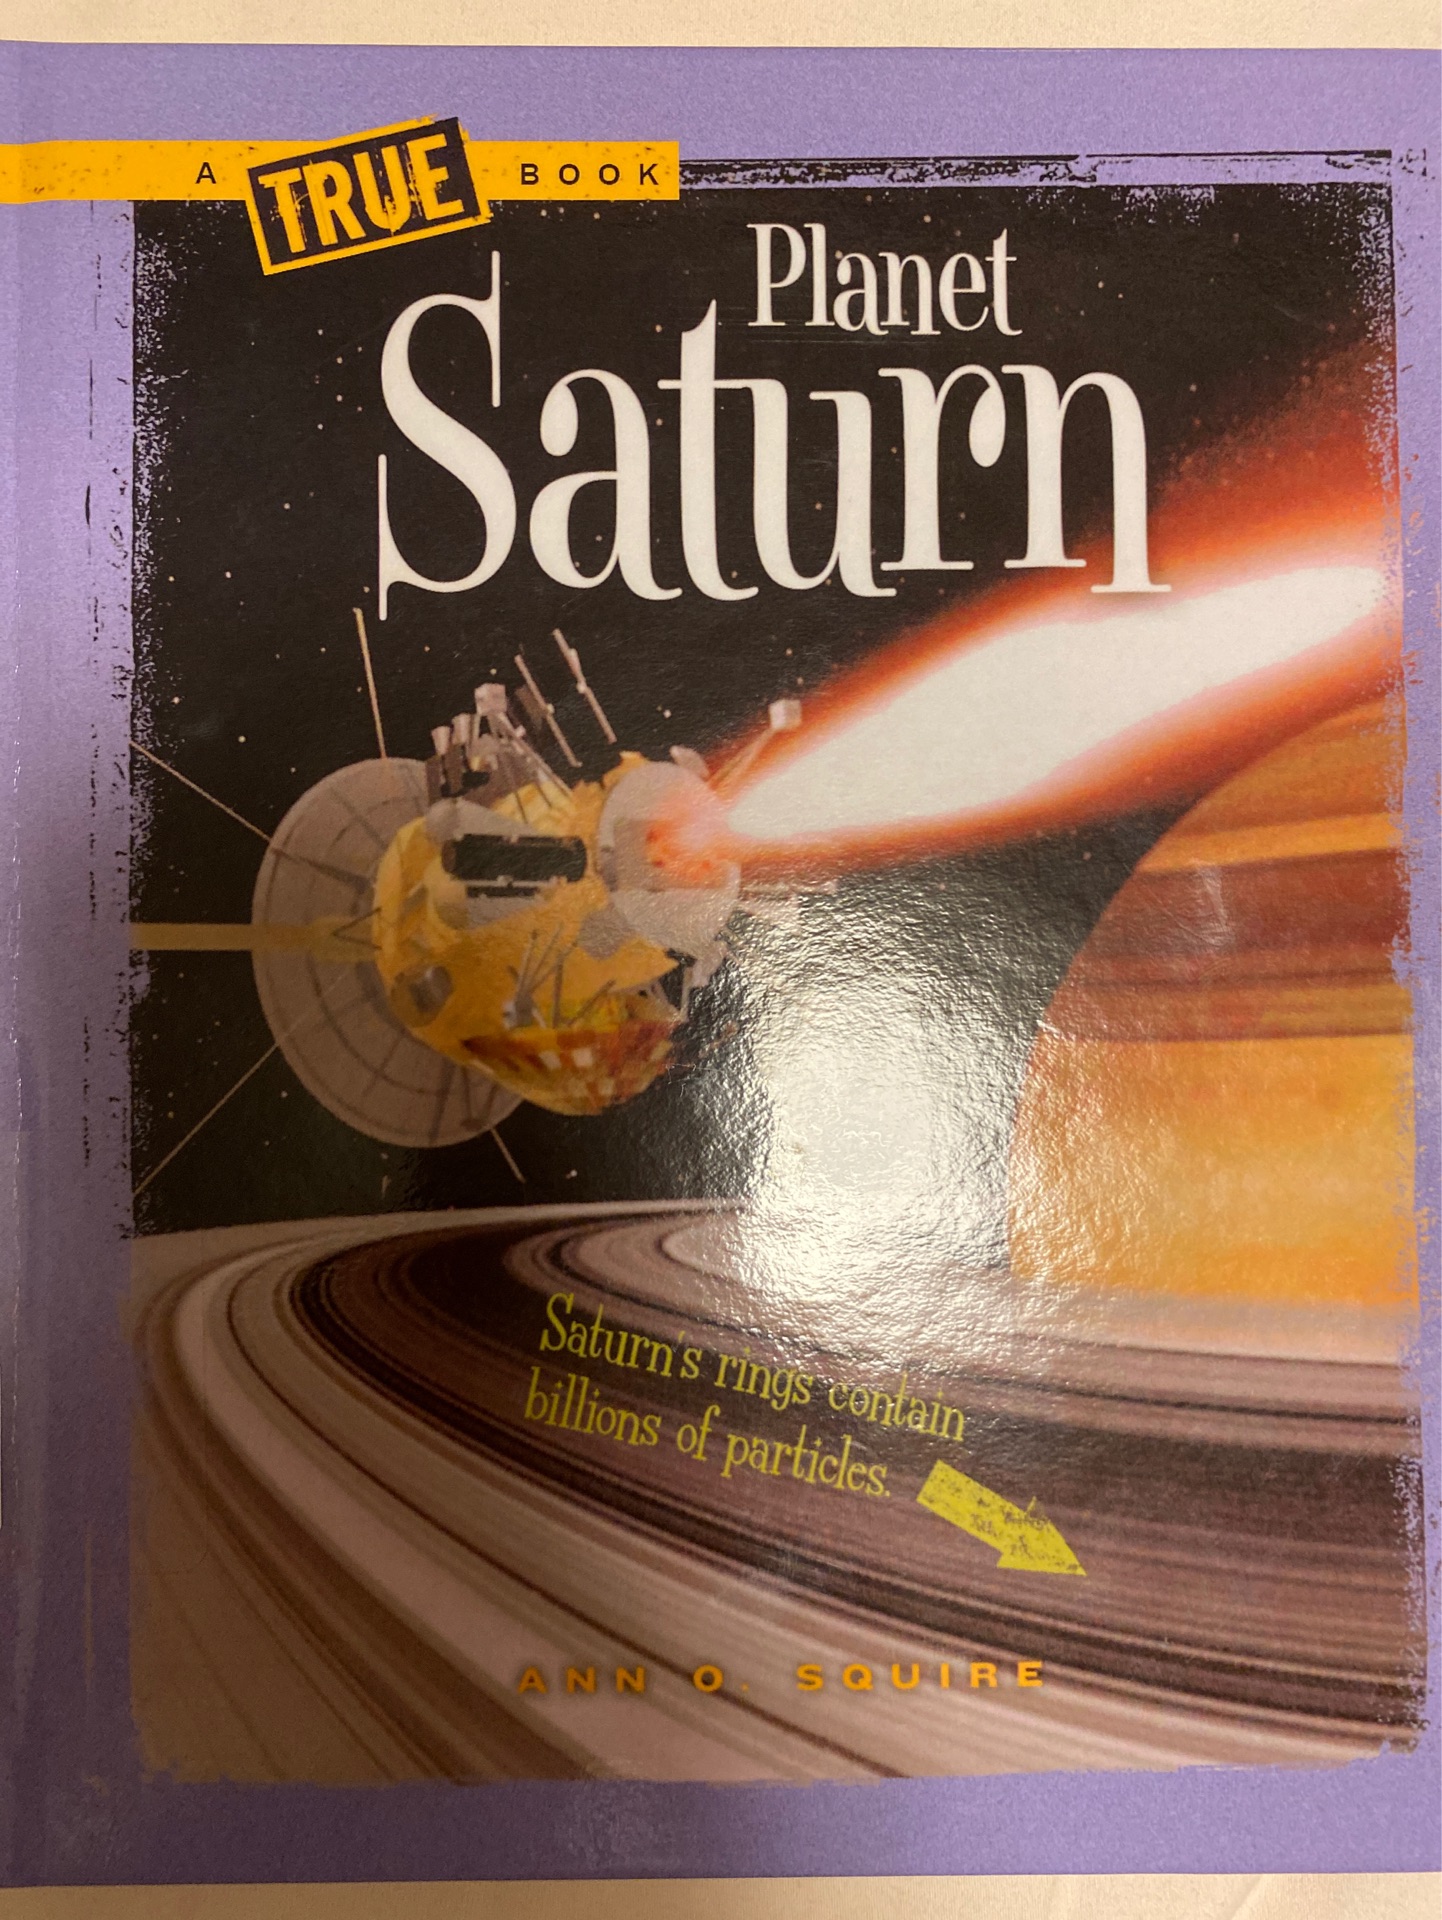 A TRUE BOOK
Planet
Saturn
Saturn's rings contain
billions of particles.
ANN O. SQUIRE